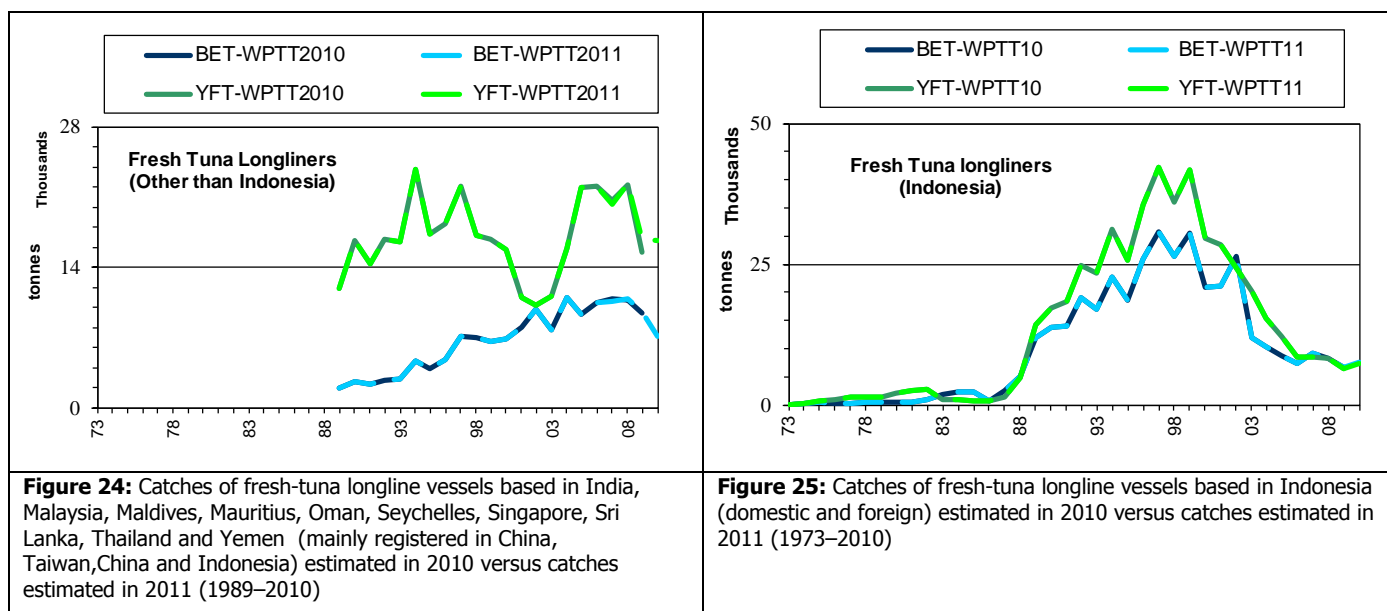 BET-WPTT2010
BET-WPTT2011
YFT-WPTT2010
YFT-WPTT2011
Thousands
tonnes
28
14
0
Fresh Tuna Longliners
(Other than Indonesia)
73
78
83
88
93
98
03
08
Figure 24: Catches of fresh-tuna longline vessels based in India,
Malaysia, Maldives, Mauritius, Oman, Seychelles, Singapore, Sri
Lanka, Thailand and Yemen (mainly registered in China,
Taiwan,China and Indonesia) estimated in 2010 versus catches
estimated in 2011 (1989–2010)
BET-WPTT10
BET-WPTT11
YFT-WPTT10
YFT-WPTT11
Thousands
tonnes
50
25
0
Fresh Tuna longliners
(Indonesia)
73
78
83
88
93
98
03
08
Figure 25: Catches of fresh-tuna longline vessels based in Indonesia
(domestic and foreign) estimated in 2010 versus catches estimated in
2011 (1973–2010)